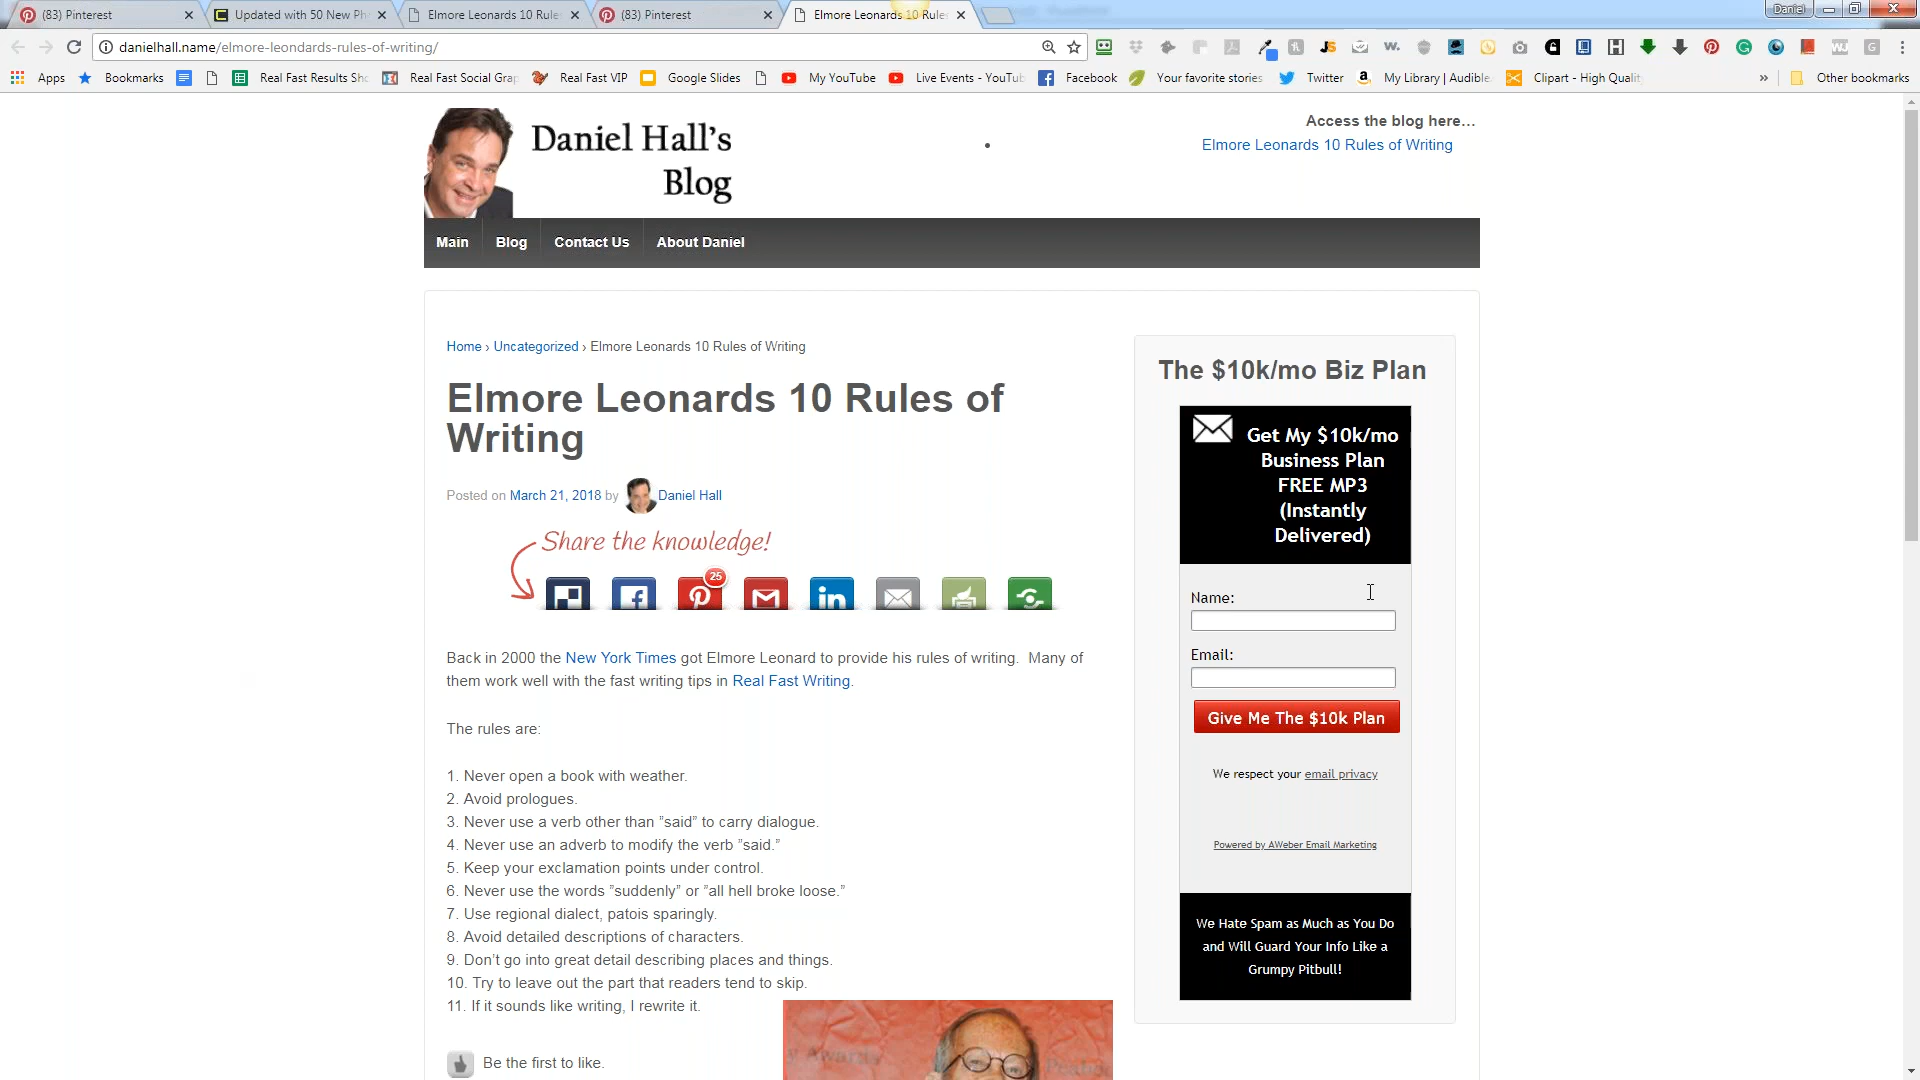 (83) Pinterest
Updated with 50 New Ph
Elmore Leonards 10 Rule
(83) Pinterest
Elmore Leonards 10 Rule
Daniel
danielhall.name/elmore-leondards-rules-of-writing/
Apps
Bookmarks
Real Fast Results Sho
Real Fast Social Grap
Real Fast VIP
Google Slides
My YouTube
Live Events - YouTub
Facebook
Your favorite stories
Twitter
My Library | Audible
Clipart - High Quality
»
Other bookmarks
Daniel Hall's
Blog
Access the blog here...
• Elmore Leonards 10 Rules of Writing
Main
Blog
Contact Us
About Daniel
Home › Uncategorized › Elmore Leonards 10 Rules of Writing
Elmore Leonards 10 Rules of
Writing
Posted on March 21, 2018 by Daniel Hall
Share the knowledge!
25
in
Back in 2000 the New York Times got Elmore Leonard to provide his rules of writing. Many of
them work well with the fast writing tips in Real Fast Writing.
The rules are:
1. Never open a book with weather.
2. Avoid prologues.
3. Never use a verb other than ”said” to carry dialogue.
4. Never use an adverb to modify the verb ”said.”
5. Keep your exclamation points under control.
6. Never use the words ”suddenly” or ”all hell broke loose.”
7. Use regional dialect, patois sparingly.
8. Avoid detailed descriptions of characters.
9. Don’t go into great detail describing places and things.
10. Try to leave out the part that readers tend to skip.
11. If it sounds like writing, I rewrite it.
y Awards
Peabo
Be the first to like.
The $10k/mo Biz Plan
Get My $10k/mo
Business Plan
FREE MP3
(Instantly
Delivered)
Name:
Email:
Give Me The $10k Plan
We respect your email privacy
Powered by AWeber Email Marketing
We Hate Spam as Much as You Do
and Will Guard Your Info Like a
Grumpy Pitbull!